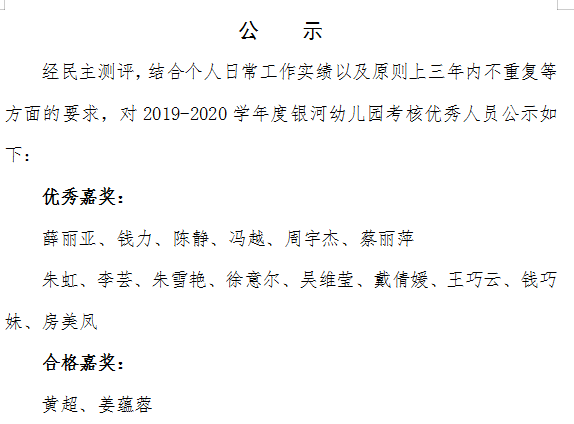 公 示
经民主测评，结合个人日常工作实绩以及原则上三年内不重复等
方面的要求，对 2019-2020 学年度银河幼儿园考核优秀人员公示如
下：
优秀嘉奖：
薛丽亚、钱力、陈静、冯越、周宇杰、蔡丽萍
朱虹、李芸、朱雪艳、徐意尔、吴维莹、戴倩媛、王巧云、钱巧
妹、房美凤
合格嘉奖：
黄超、姜蕴蓉